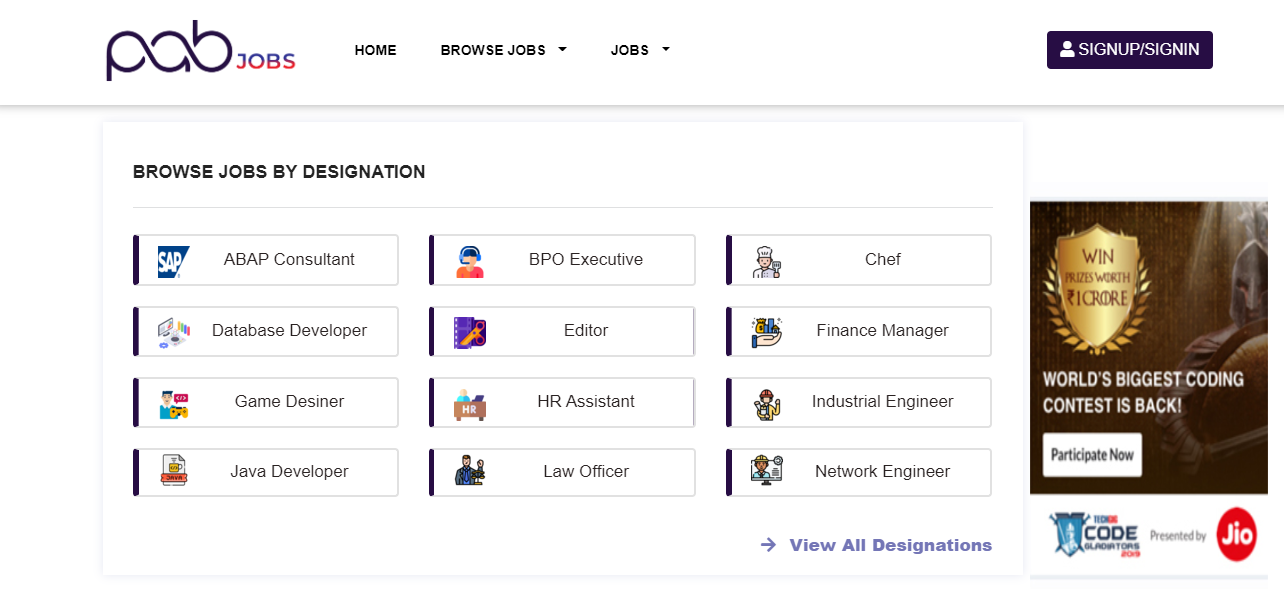 pab JOBS
HOME BROWSE JOBS JOBS
SIGNUP/SIGNIN
BROWSE JOBS BY DESIGNATION
SAP ABAP Consultant
BPO Executive
Chef
Database Developer
Editor
Finance Manager
Game Desiner
HR HR Assistant
Industrial Engineer
JAVA Java Developer
Law Officer
Network Engineer
View All Designations
WIN
PRIZES WORTH
₹1 CRORE
WORLD'S BIGGEST CODING
CONTEST IS BACK!
Participate Now
TECHGIG
CODE
GLADIATORS
2019
Presented by
Jio